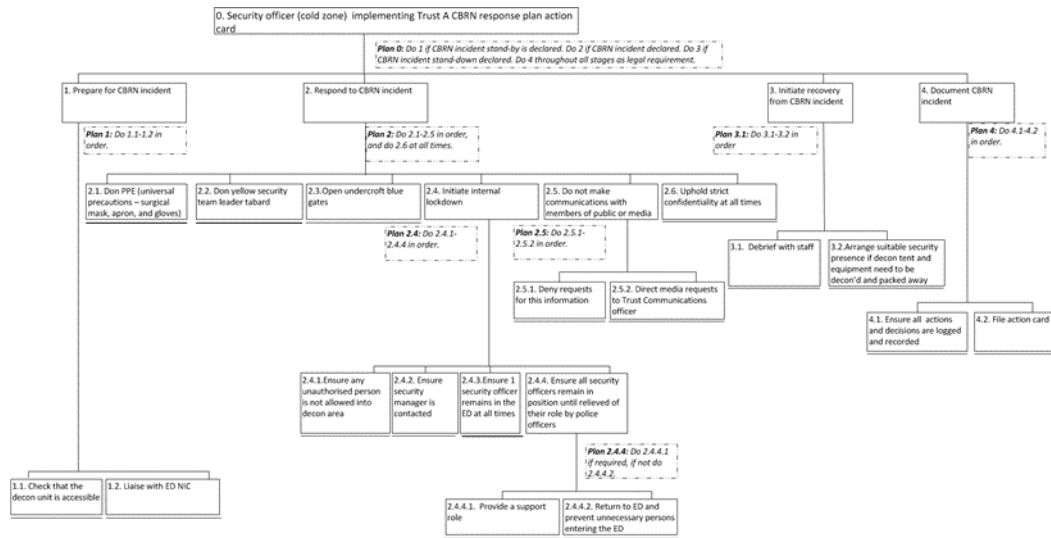 0. Security officer (cold zone)  implementing Trust A CBRN response plan action
card
Plan 0: Do 1 if CBRN incident stand-by is declared. Do 2 if CBRN incident declared. Do 3 if
CBRN incident stand-down declared. Do 4 throughout all stages as legal requirement.
1. Prepare for CBRN incident
2. Respond to CBRN incident
3. Initiate recovery
from CBRN incident
4. Document CBRN
incident
Plan 1: Do 1.1-1.2 in
order.
Plan 2: Do 2.1-2.5 in order,
and do 2.6 at all times.
Plan 3.1: Do 3.1-3.2 in
order
Plan 4: Do 4.1-4.2
in order.
2.1. Don PPE (universal
precautions – surgical
mask, apron, and gloves)
2.2. Don yellow security
team leader tabard
2.3.Open undercroft blue
gates
2.4. Initiate internal
lockdown
2.5. Do not make
communications with
members of public or media
2.6. Uphold strict
confidentiality at all times
Plan 2.4: Do 2.4.1-
2.4.4 in order.
Plan 2.5: Do 2.5.1-
2.5.2 in order.
3.1.  Debrief with staff
3.2.Arrange suitable security
presence if decon tent and
equipment need to be
decon'd and packed away
2.5.1. Deny requests
for this information
2.5.2. Direct media requests
to Trust Communications
officer
4.1. Ensure all actions
and decisions are logged
and recorded
4.2. File action card
2.4.1.Ensure any
unauthorised person
is not allowed into
decon area
2.4.2. Ensure
security manager is
contacted
2.4.3.Ensure 1
security officer
remains in the
ED at all times
2.4.4. Ensure all security
officers remain in
position until relieved of
their role by police
officers
Plan 2.4.4: Do 2.4.4.1
if required, if not do
2.4.4.2
1.1. Check that the
decon unit is accessible
1.2. Liaise with ED NIC
2.4.4.1.  Provide a support
role
2.4.4.2. Return to ED and
prevent unnecessary persons
entering the ED